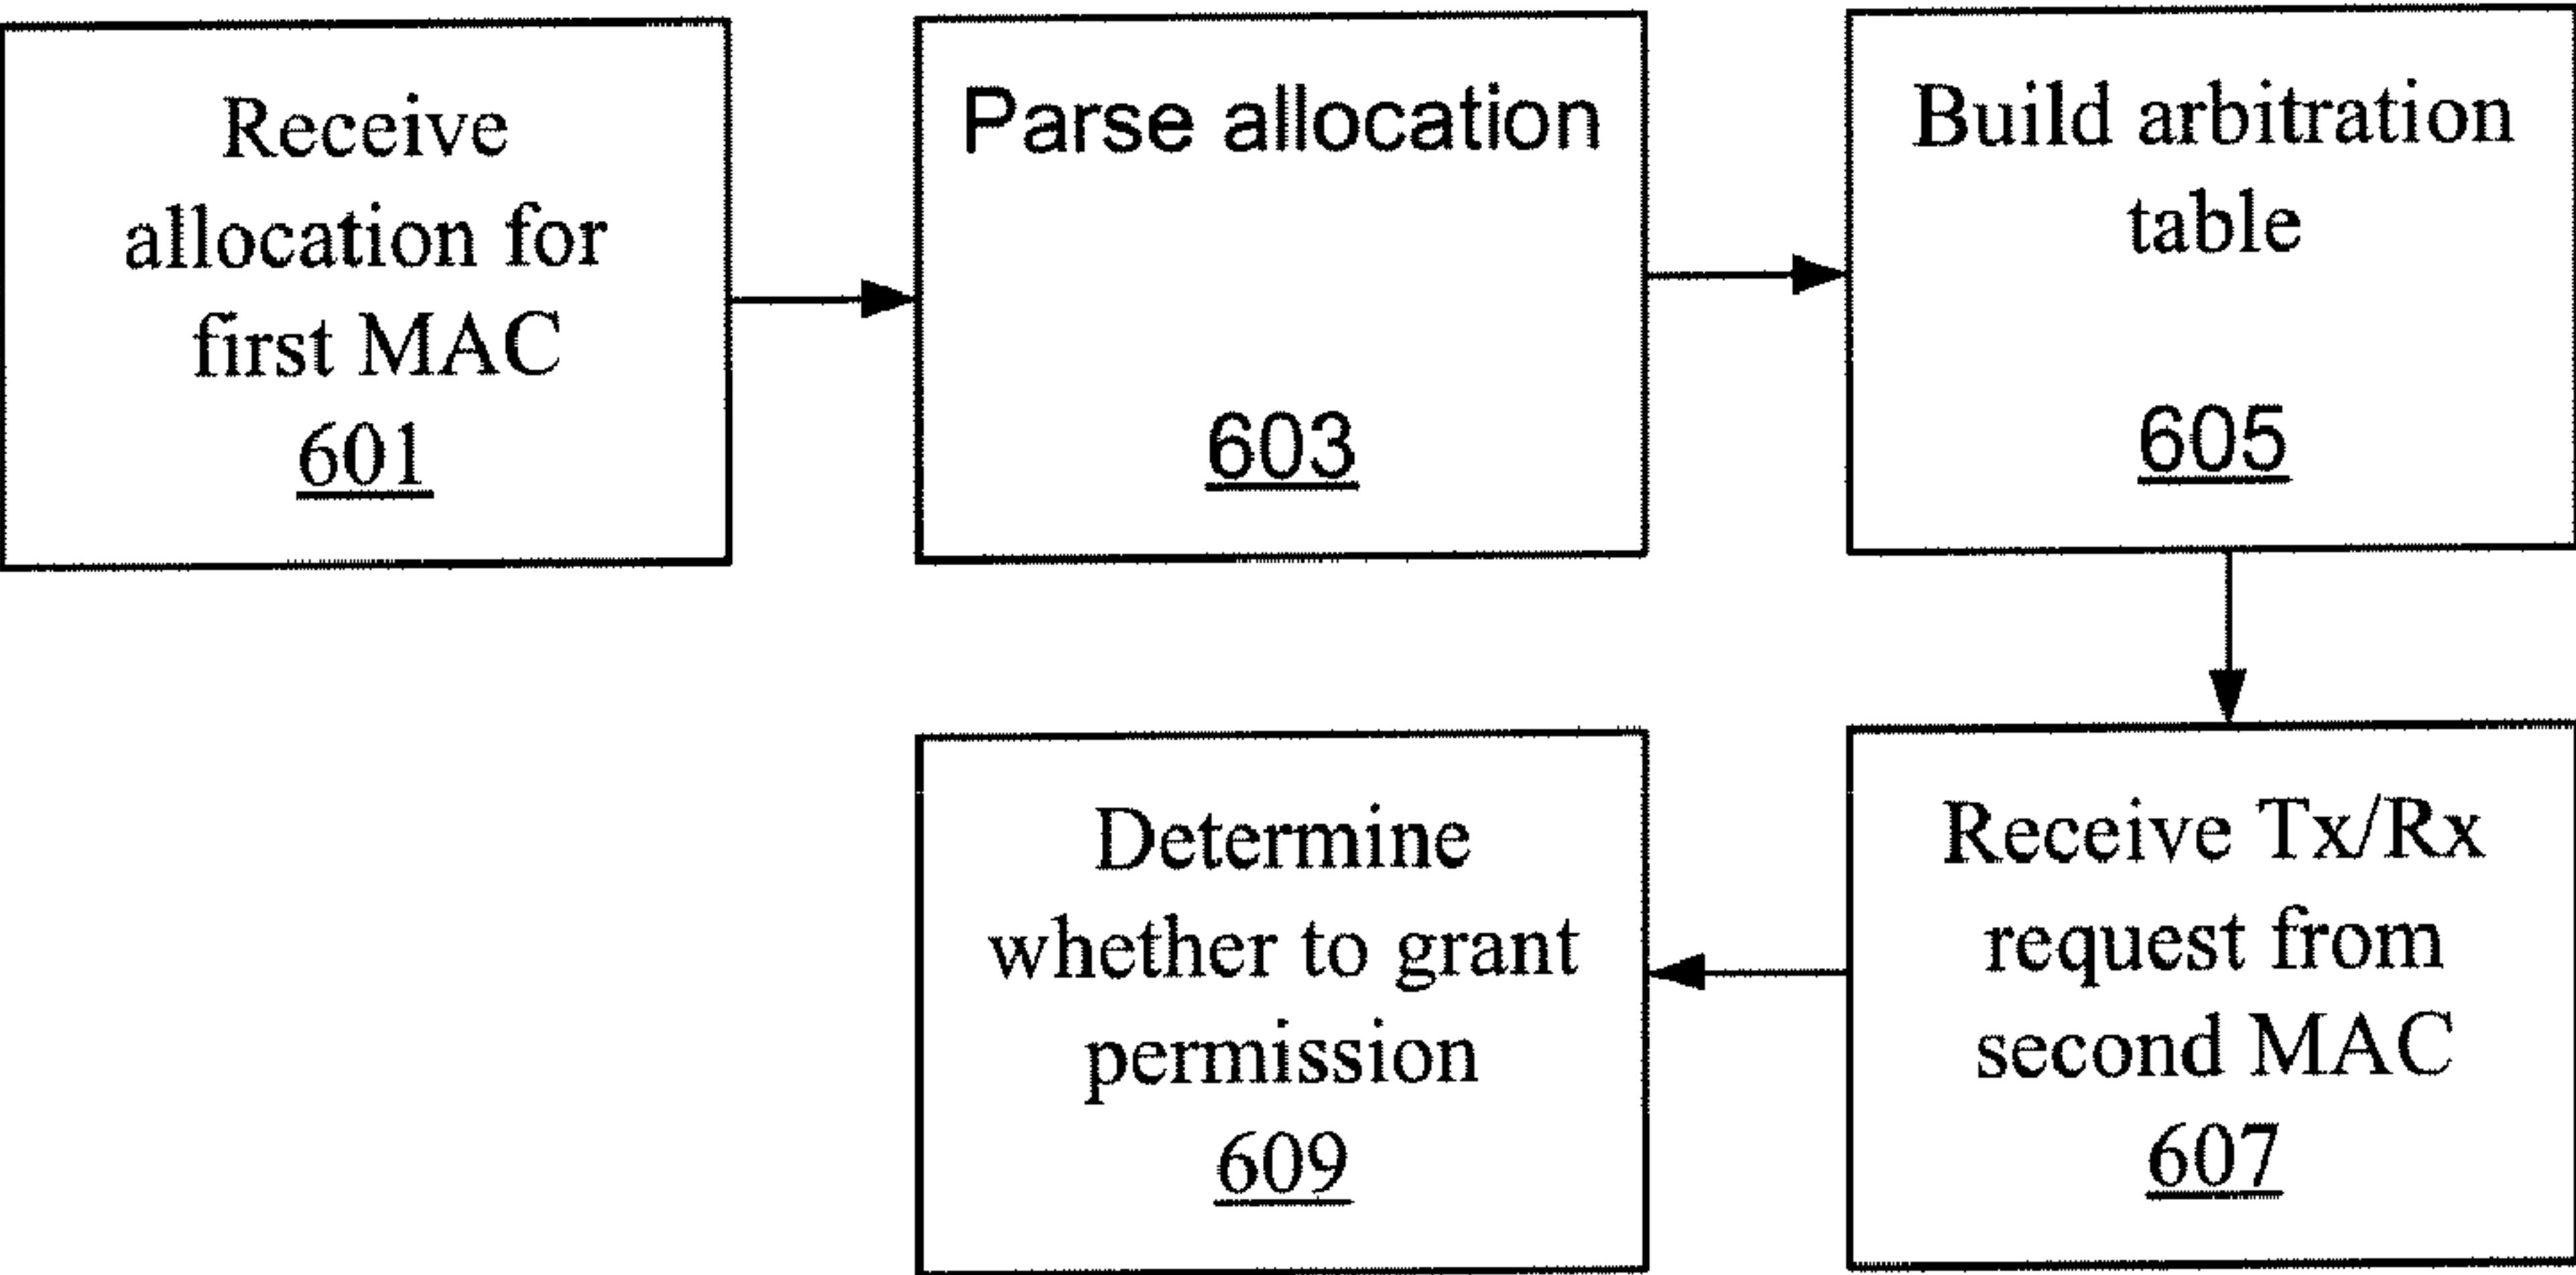 Receive
allocation for
first MAC
601
Parse allocation
603
Build arbitration
table
605
Receive Tx/Rx
request from
second MAC
607
Determine
whether to grant
permission
609